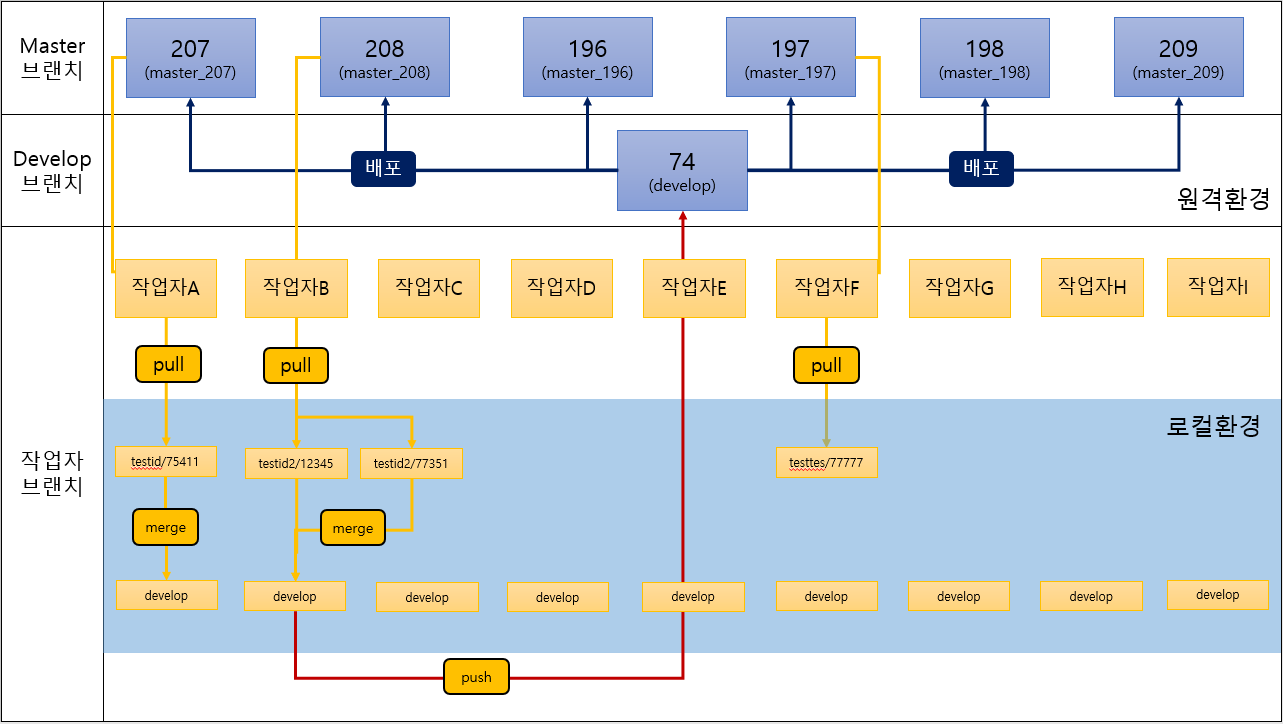 Master
브랜치
207
(master_207)
208
(master_208)
196
(master_196)
197
(master_197)
198
(master_198)
209
(master_209)
Develop
브랜치
배포
74
(develop)
배포
원격환경
작업자A
작업자B
작업자C
작업자D
작업자E
작업자F
작업자G
작업자H
작업자I
pull
pull
pull
로컬환경
작업자
브랜치
testid/75411
testid2/12345
testid2/77351
testtes/77777
merge
merge
develop
develop
develop
develop
develop
develop
develop
develop
develop
push